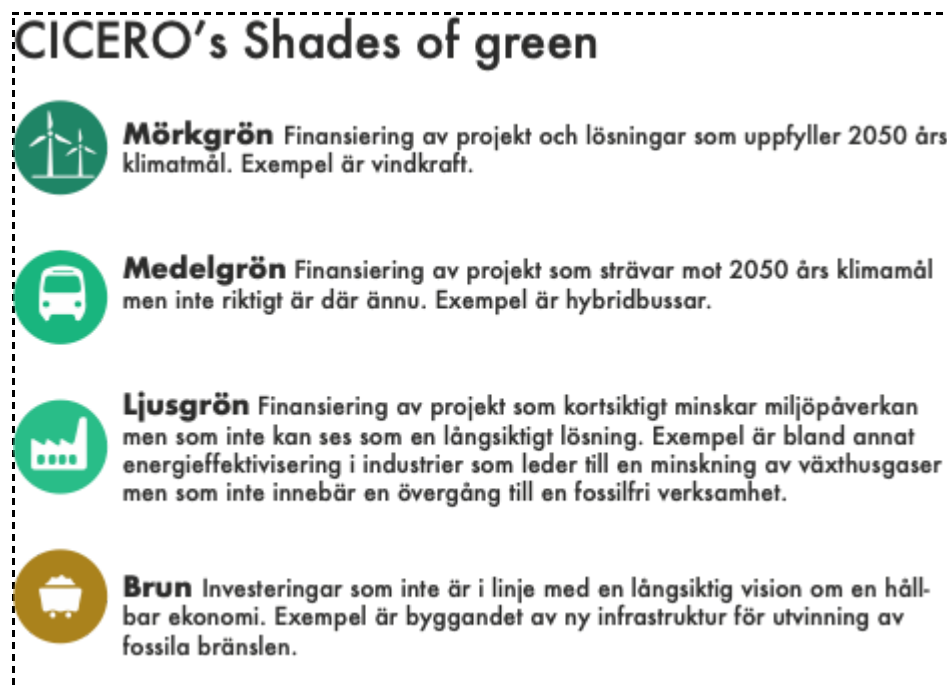 CICERO’s Shades of green
Mörkgrön Finansiering av projekt och lösningar som uppfyller 2050 års
klimatmål. Exempel är vindkraft.
Medelgrön Finansiering av projekt som strävar mot 2050 års klimamål
men inte riktigt är där ännu. Exempel är hybridbussar.
Ljusgrön Finansiering av projekt som kortsiktigt minskar miljöpåverkan
men som inte kan ses som en långsiktigt lösning. Exempel är bland annat
energieffektivisering i industrier som leder till en minskning av växthusgaser
men som inte innebär en övergång till en fossilfri verksamhet.
Brun Investeringar som inte är i linje med en långsiktig vision om en håll-
bar ekonomi. Exempel är byggandet av ny infrastruktur för utvinning av
fossila bränslen.